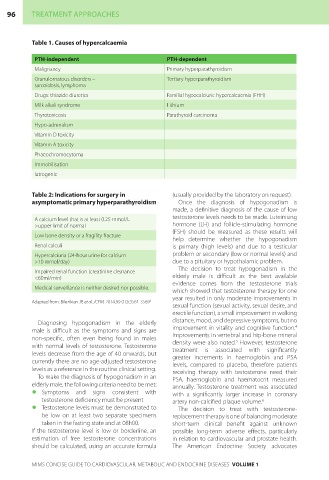 96 TREATMENT APPROACHES
Table 1. Causes of hypercalcaemia
PTH-independent PTH-dependent
Malignancy Primary hyperparathyroidism
Granulomatous disorders – sarcoidosis, lymphoma Tertiary hyperparathyroidism
Drugs: thiazide diuretics Familial hypocalciuric hypercalcaemia (FHH)
Milk alkali syndrome Lithium
Thyrotoxicosis Parathyroid carcinoma
Hypoadrenalism
Vitamin D toxicity
Vitamin A toxicity
Phaeochromocytoma
Immobilisation
Iatrogenic
Table 2: Indications for surgery in
asymptomatic primary hyperparathyroidism
A calcium level that is at least 0.25 mmol/L
>upper limit of normal
Low bone density or a fragility fracture
Renal calculi
Hypercalciuria (24-hour urine for calcium
>10 mmol/day)
Impaired renal function (creatinine clearance
<60ml/min)
Medical surveillance is neither desired nor possible.
Diagnosing hypogonadism in the elderly
male is difficult as the symptoms and signs are
non-specific, often even being found in males
with normal levels of testosterone. Testosterone
levels decrease from the age of 40 onwards, but
currently there are no age-adjusted testosterone
levels as a reference in the routine clinical setting.
To make the diagnosis of hypogonadism in an
elderly male, the following criteria need to be met:
• Symptoms and signs consistent with
testosterone deficiency must be present
• Testosterone levels must be demonstrated to
be low on at least two separate specimens
taken in the fasting state and at 08h00.
If the testosterone level is low or borderline, an
estimation of free testosterone concentrations
should be calculated, using an accurate formula
(usually provided by the laboratory on request).
Once the diagnosis of hypogonadism is
made, a definitive diagnosis of the cause of low
testosterone levels needs to be made. Luteinising
hormone (LH) and follicle-stimulating hormone
(FSH) should be measured as these results will
help determine whether the hypogonadism
is primary (high levels) and due to a testicular
problem or secondary (low or normal levels) and
due to a pituitary or hypothalamic problem.
The decision to treat hypogonadism in the
elderly male is difficult as the best available
evidence comes from the testosterone trials
which showed that testosterone therapy for one
year resulted in only moderate improvements in
sexual function (sexual activity, sexual desire, and
erectile function), a small improvement in walking
distance, mood, and depressive symptoms, but no
improvement in vitality and cognitive function.
Improvements in vertebral and hip-bone mineral
density were also noted. However, testosterone
treatment is associated with significantly
greater increments in haemoglobin and PSA
levels, compared to placebo, therefore patients
receiving therapy with testosterone need their
PSA, haemoglobin and haematocrit measured
annually. Testosterone treatment was associated
with a significantly larger increase in coronary
artery non-calcified plaque volume.
The decision to treat with testosterone-
replacement therapy is one of balancing moderate
short-term clinical benefit against unknown
possible long-term adverse effects, particularly
in relation to cardiovascular and prostate health.
The American Endocrine Society advocates
MIMS CONCISE GUIDE TO CARDIOVASCULAR, METABOLIC AND ENDOCRINE DISEASES VOLUME 1